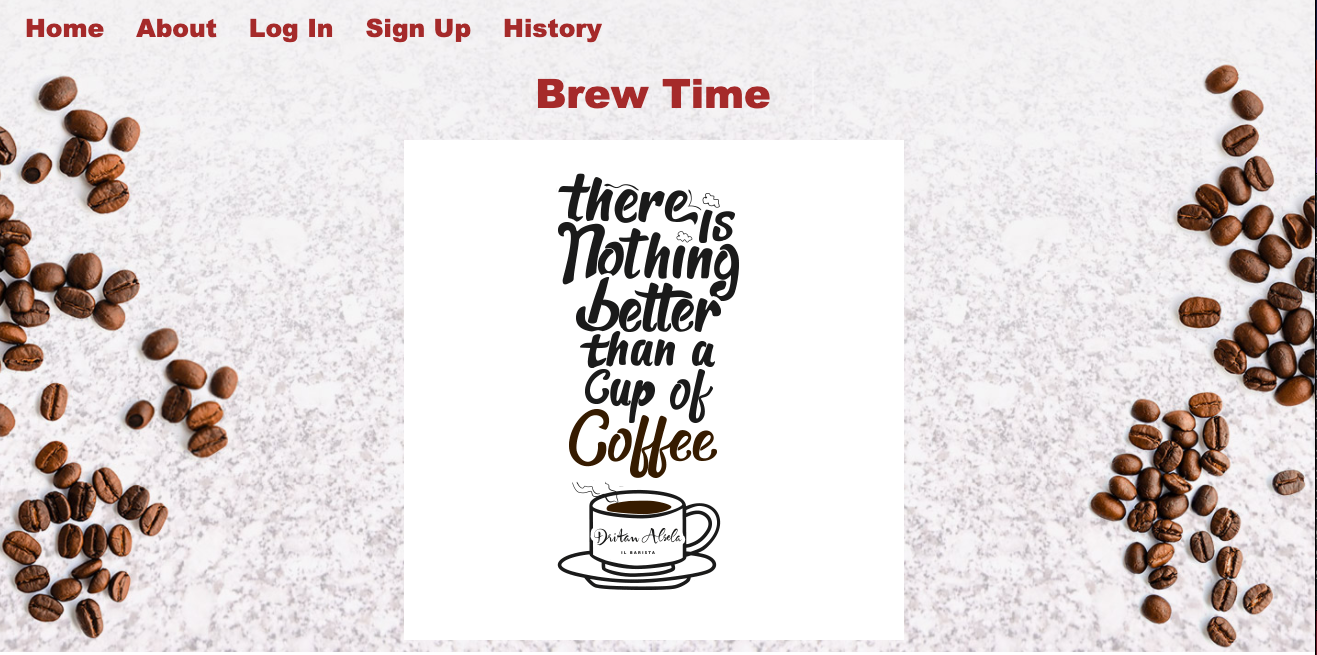 Home About Log In Sign Up History
Brew Time
there is
Nothing
better
than a
Cup of
Coffee
Dritan Alsela
IL BARISTA